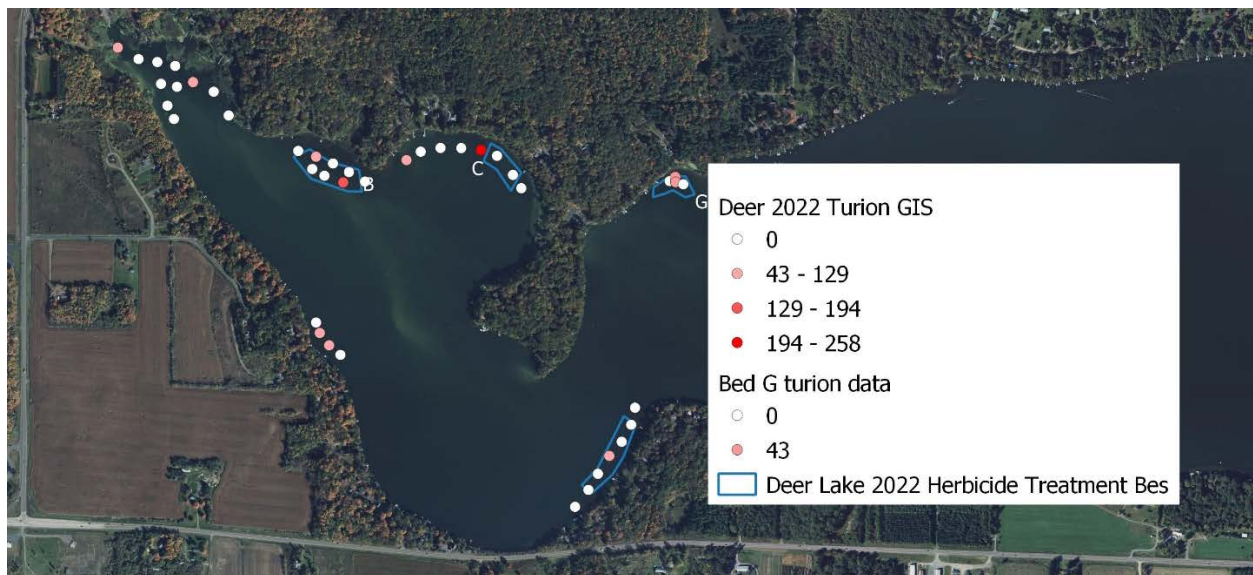 B
C
G
Deer 2022 Turion GIS
0
43 - 129
129 - 194
194 - 258
Bed G turion data
0
43
Deer Lake 2022 Herbicide Treatment Bes